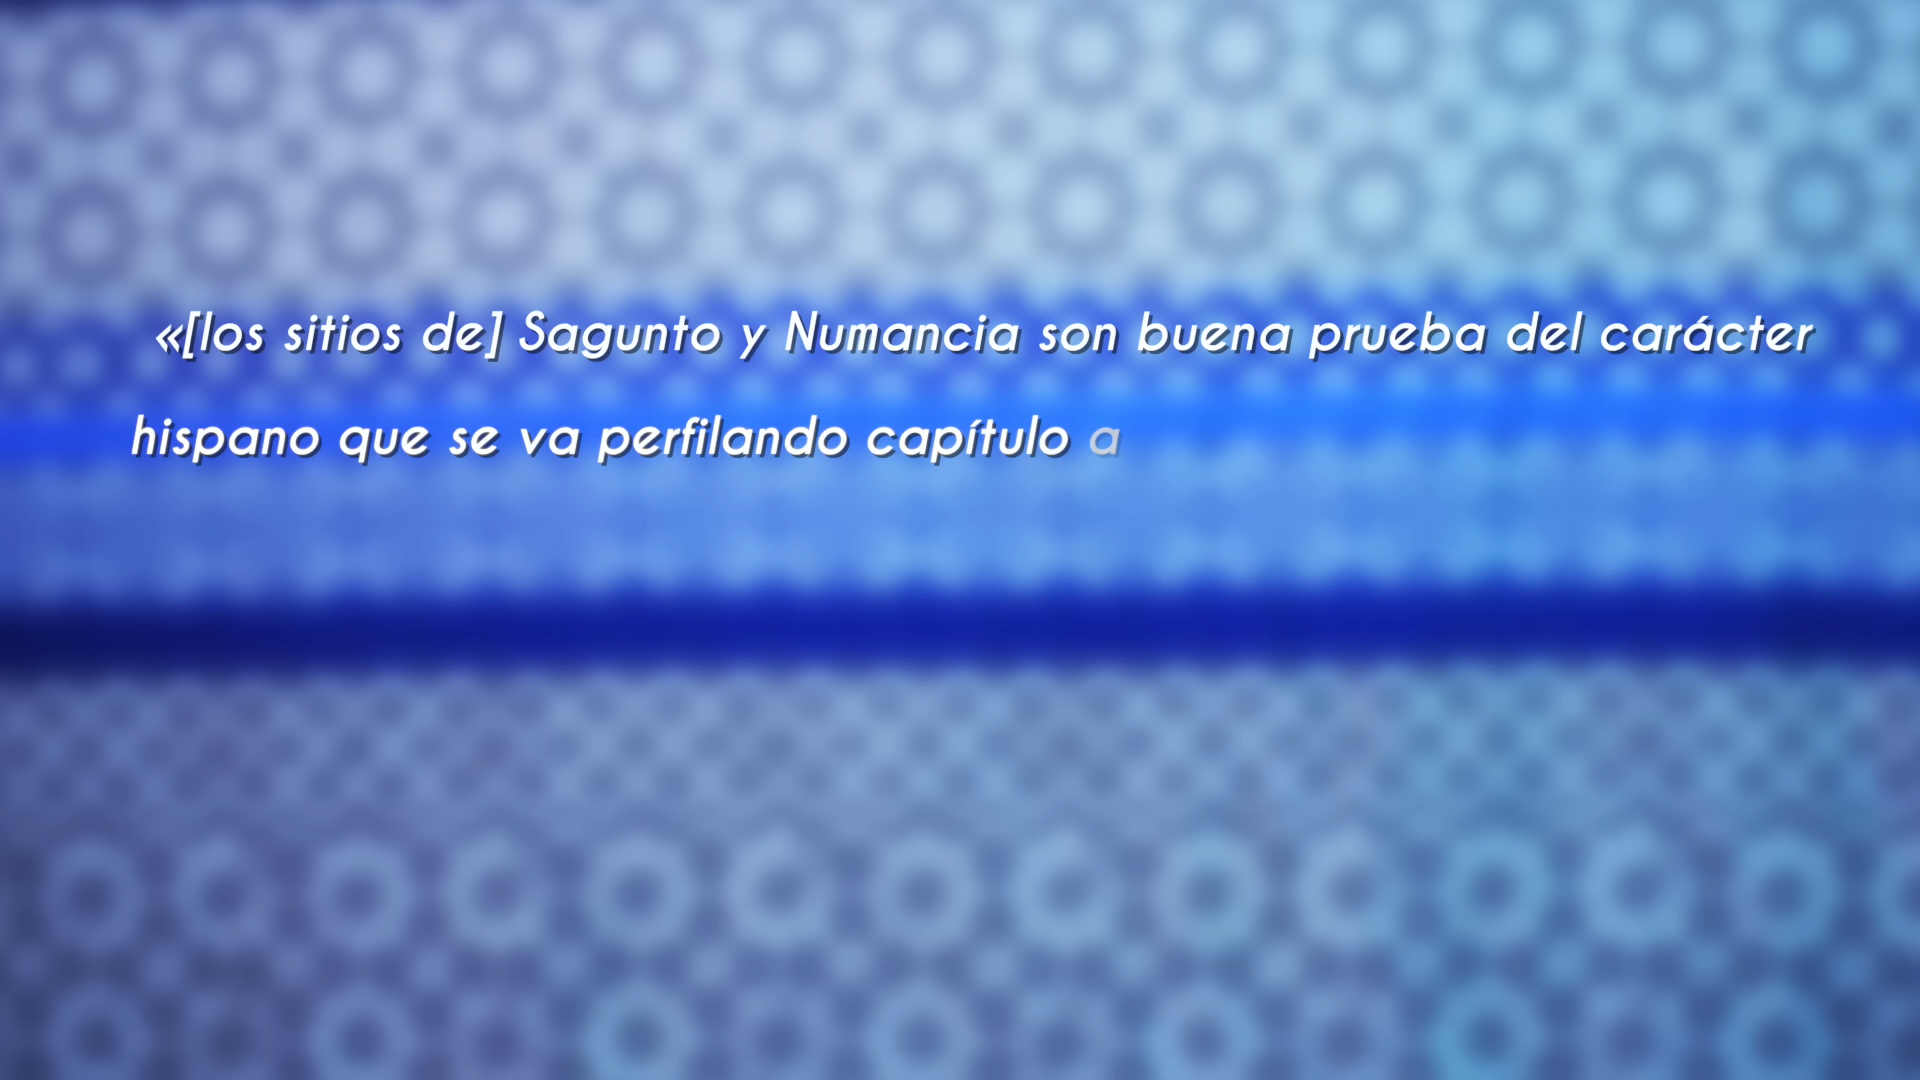 «[los sitios de] Sagunto y Numancia son buena prueba del carácter
hispano que se va perfilando capítulo a